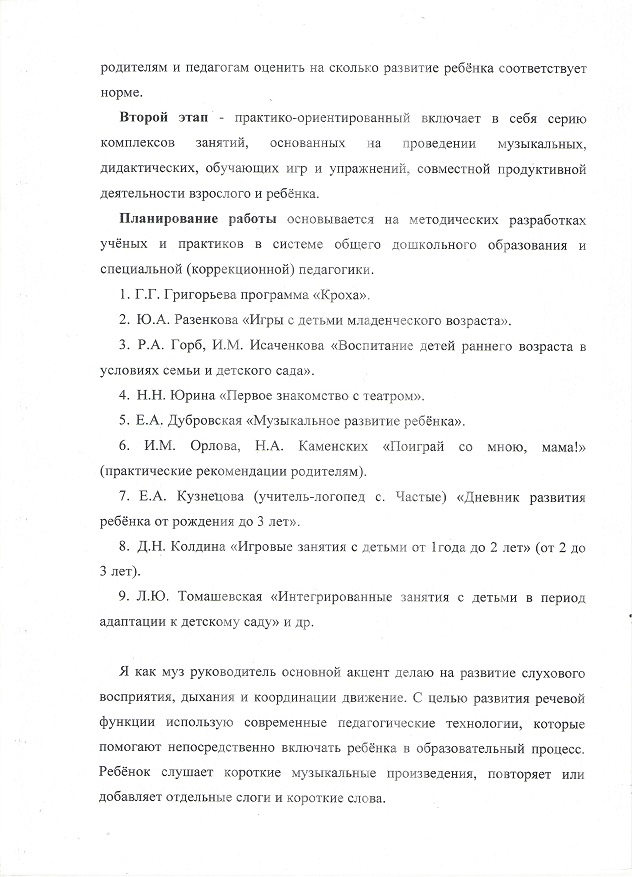 родителям и педагогам оценить на сколько развитие ребёнка соответствует
норме.
Второй этап - практико-ориентированный включает в себя серию
комплексов занятий, основанных на проведении музыкальных,
дидактических, обучающих игр и упражнений, совместной продуктивной
деятельности взрослого и ребёнка.
Планирование работы основывается на методических разработках
учёных и практиков в системе общего дошкольного образования и
специальной (коррекционной) педагогики.
1. Г.Г. Григорьева программа «Кроха».
2. Ю.А. Разенкова «Игры с детьми младенческого возраста».
3. Р.А. Горб, И.М. Исаченкова «Воспитание детей раннего возраста в
условиях семьи и детского сада».
4. Н.Н. Юрина «Первое знакомство с театром».
5. Е.А. Дубровская «Музыкальное развитие ребёнка».
6. И.М. Орлова, Н.А. Каменских «Поиграй со мною, мама!»
(практические рекомендации родителям).
7. Е.А. Кузнецова (учитель-логопед с. Частые) «Дневник развития
ребёнка от рождения до 3 лет».
8. Д.Н. Колдина «Игровые занятия с детьми от 1года до 2 лет» (от 2 до
3 лет).
9. Л.Ю. Томашевская «Интегрированные занятия с детьми в период
адаптации к детскому саду» и др.
Я как муз руководитель основной акцент делаю на развитие слухового
восприятия, дыхания и координации движение. С целью развития речевой
функции использую современные педагогические технологии, которые
помогают непосредственно включать ребёнка в образовательный процесс.
Ребёнок слушает короткие музыкальные произведения, повторяет или
добавляет отдельные слоги и короткие слова.